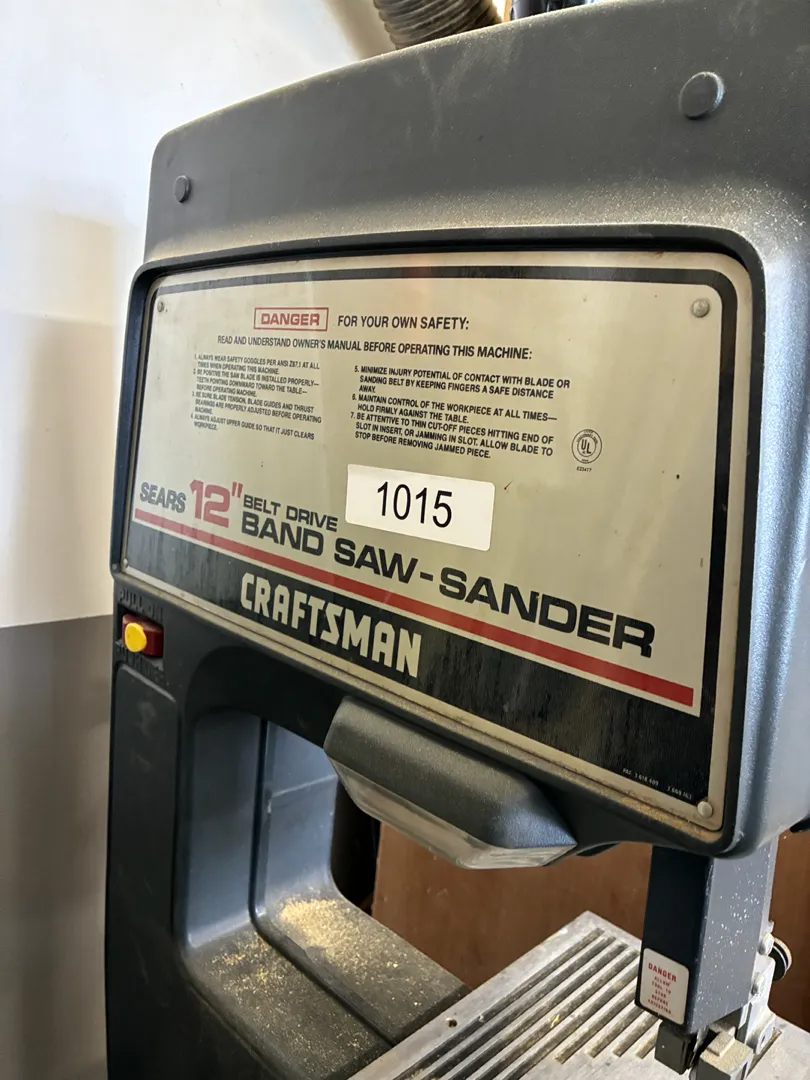 DANGER FOR YOUR OWN SAFETY:
READ AND UNDERSTAND OWNER'S MANUAL BEFORE OPERATING THIS MACHINE:
1. ALWAYS WEAR SAFETY GOGGLES PER ANSI Z87.1 AT ALL
TIMES WHEN OPERATING THIS MACHINE.
2. BE POSITIVE THE SAW BLADE IS INSTALLED PROPERLY—
TEETH POINTING DOWNWARD TOWARD THE TABLE—
BEFORE OPERATING MACHINE.
3. BE SURE BLADE TENSION, BLADE GUIDES AND THRUST
BEARINGS ARE PROPERLY ADJUSTED BEFORE OPERATING
MACHINE.
4. ALWAYS ADJUST UPPER GUIDE SO THAT IT JUST CLEARS
WORKPIECE.
5. MINIMIZE INJURY POTENTIAL OF CONTACT WITH BLADE OR
SANDING BELT BY KEEPING FINGERS A SAFE DISTANCE
AWAY.
6. MAINTAIN CONTROL OF THE WORKPIECE AT ALL TIMES—
HOLD FIRMLY AGAINST THE TABLE.
7. BE ATTENTIVE TO THIN CUT-OFF PIECES HITTING END OF
SLOT IN INSERT, OR JAMMING IN SLOT. ALLOW BLADE TO
STOP BEFORE REMOVING JAMMED PIECE.
UL
1015
SEARS 12" BELT DRIVE
BAND SAW-SANDER
CRAFTSMAN
DANGER
ALLOW
TOOL TO
STOP
BEFORE